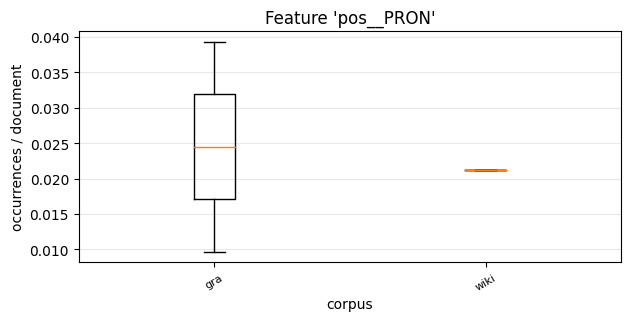 Feature 'pos__PRON'
occurrences / document
0.040
0.035
0.030
0.025
0.020
0.015
0.010
gra
wiki
corpus